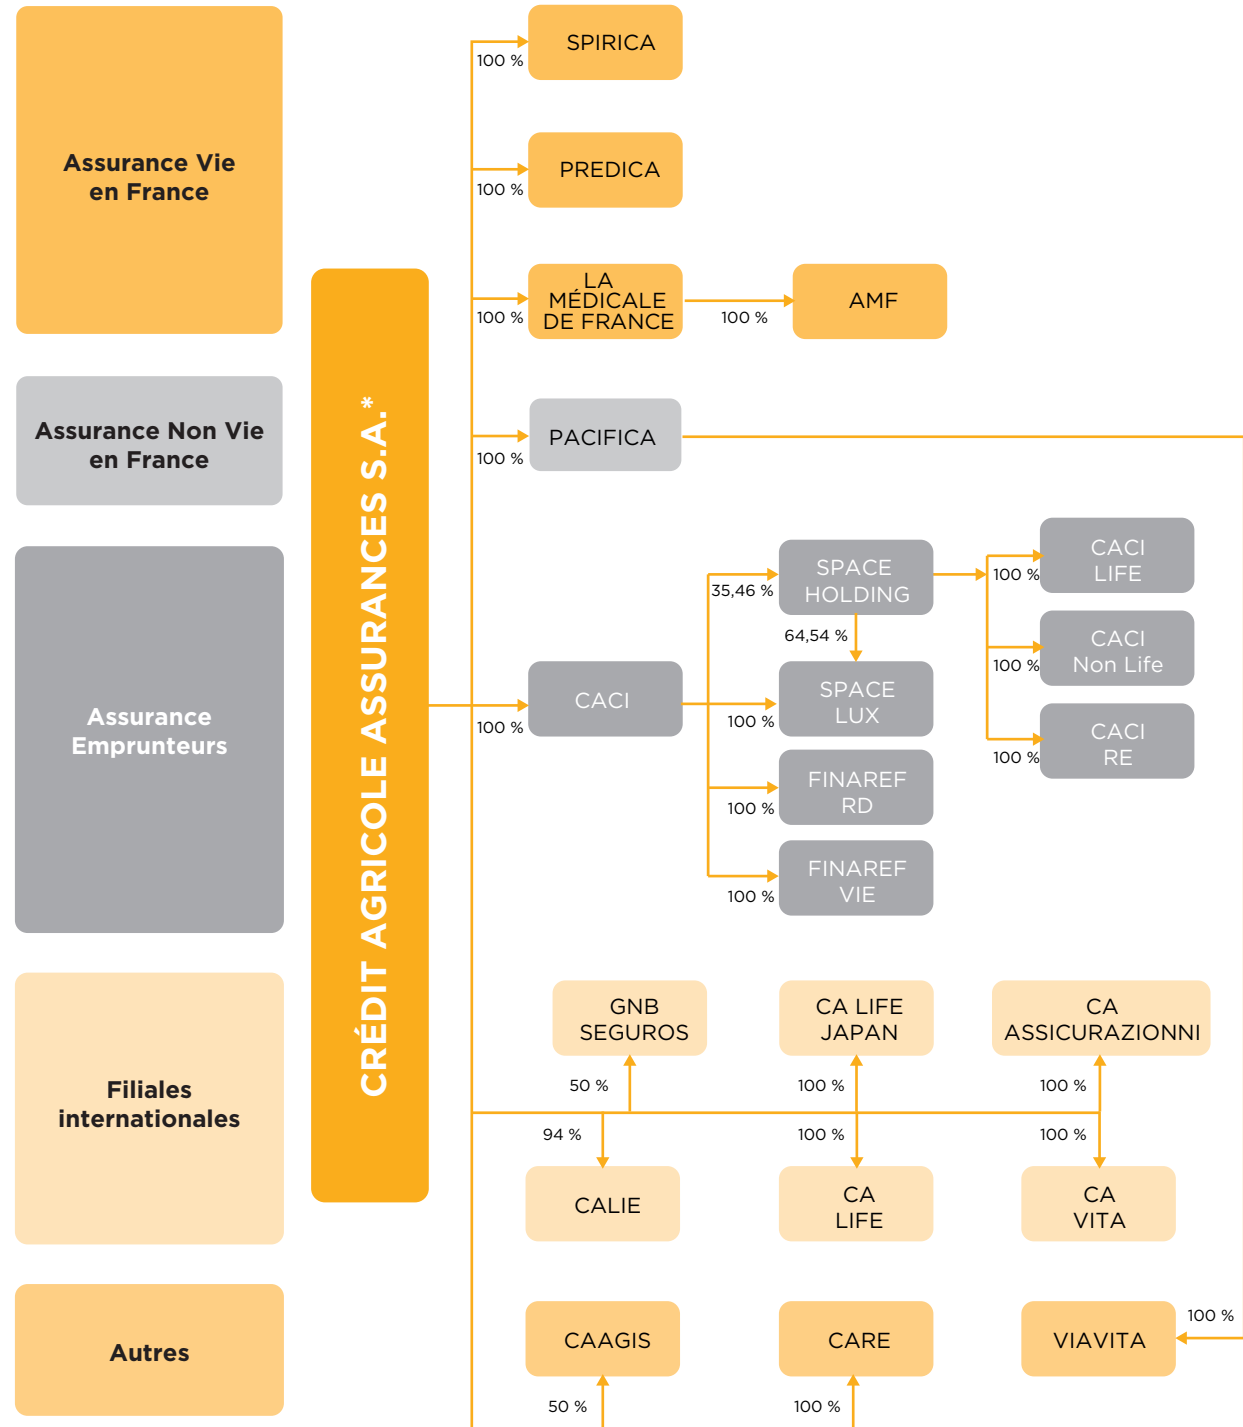 SPIRICA
100 %
Assurance Vie
en France
PREDICA
100 %
LA
MÉDICALE
DE FRANCE
100 %
AMF
100 %
CRÉDIT AGRICOLE ASSURANCES S.A.*
Assurance Non Vie
en France
PACIFICA
100 %
Assurance
Emprunteurs
CACI
100 %
SPACE
HOLDING
35,46 %
64,54 %
SPACE
LUX
100 %
FINAREF
RD
100 %
FINAREF
VIE
100 %
CACI
LIFE
100 %
CACI
Non Life
100 %
CACI
RE
100 %
Filiales
internationales
GNB
SEGUROS
50 %
CA LIFE
JAPAN
100 %
CA
ASSICURAZIONNI
100 %
94 %
CALIE
100 %
CA
LIFE
100 %
CA
VITA
Autres
CAAGIS
50 %
CARE
100 %
VIAVITA
100 %